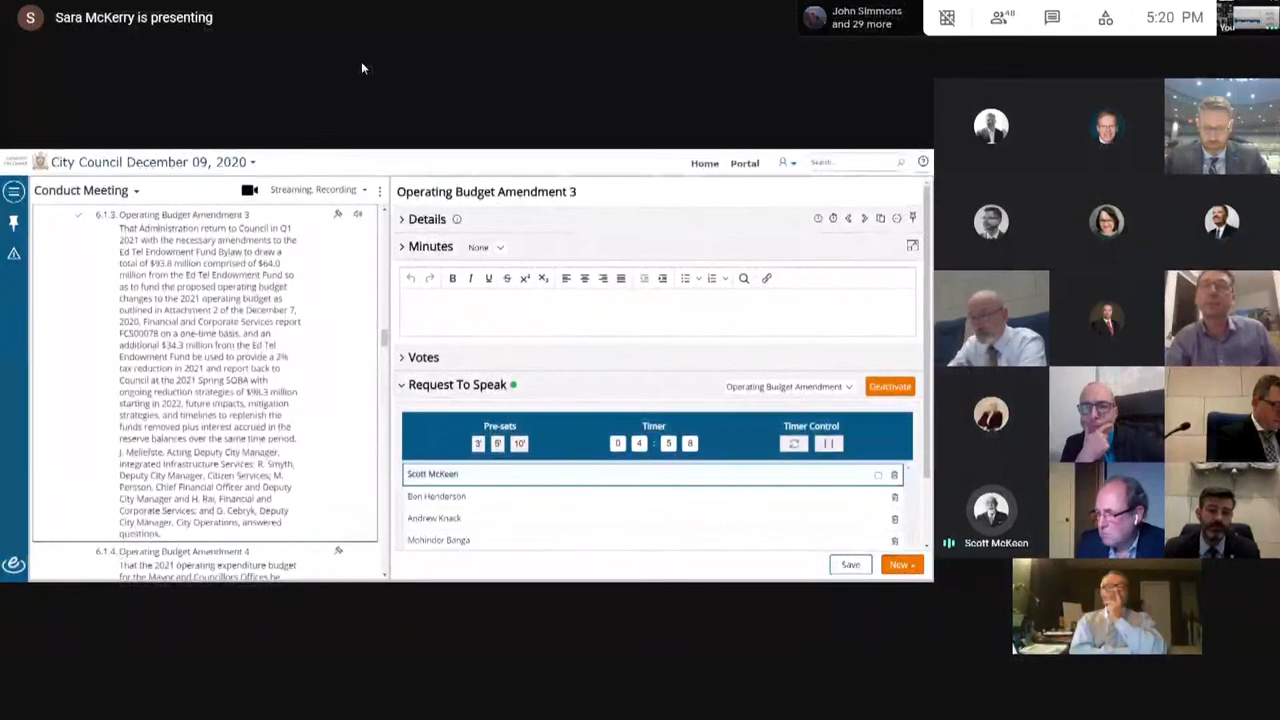 S Sara McKerry is presenting
John Simmons
and 29 more
48
5:20 PM
You
City Council December 09, 2020
Home Portal Search...
Conduct Meeting
Streaming, Recording
6.1.3. Operating Budget Amendment 3
That Administration return to Council in Q1
2021 with the necessary amendments to the
Ed Tel Endowment Fund Bylaw to draw a
total of $93.8 million comprised of $64.0
million from the Ed Tel Endowment Fund so
as to fund the proposed operating budget
changes to the 2021 operating budget as
outlined in Attachment 2 of the December 7,
2020, Financial and Corporate Services report
FCS00078 on a one-time basis, and an
additional $34.3 million from the Ed Tel
Endowment Fund be used to provide a 2%
tax reduction in 2021 and report back to
Council at the 2021 Spring SOBA with
ongoing reduction strategies of $98.3 million
starting in 2022, future impacts, mitigation
strategies, and timelines to replenish the
funds removed plus interest accrued in the
reserve balances over the same time period.
J. Meliefste, Acting Deputy City Manager,
Integrated Infrastructure Services; R. Smyth,
Deputy City Manager, Citizen Services; M.
Persson, Chief Financial Officer and Deputy
City Manager and H. Rai, Financial and
Corporate Services; and G. Cebryk, Deputy
City Manager, City Operations, answered
questions.
6.1.4. Operating Budget Amendment 4
That the 2021 operating expenditure budget
for the Mayor and Councillors Offices be
Operating Budget Amendment 3
Details
Minutes None
B I U S X² X₂
Votes
Request To Speak
Operating Budget Amendment
Deactivate
Pre-sets Timer Timer Control
3' 5' 10' 0 4 : 5 8
Scott McKeen
Ben Henderson
Andrew Knack
Mohinder Banga
Save New
Scott McKeen